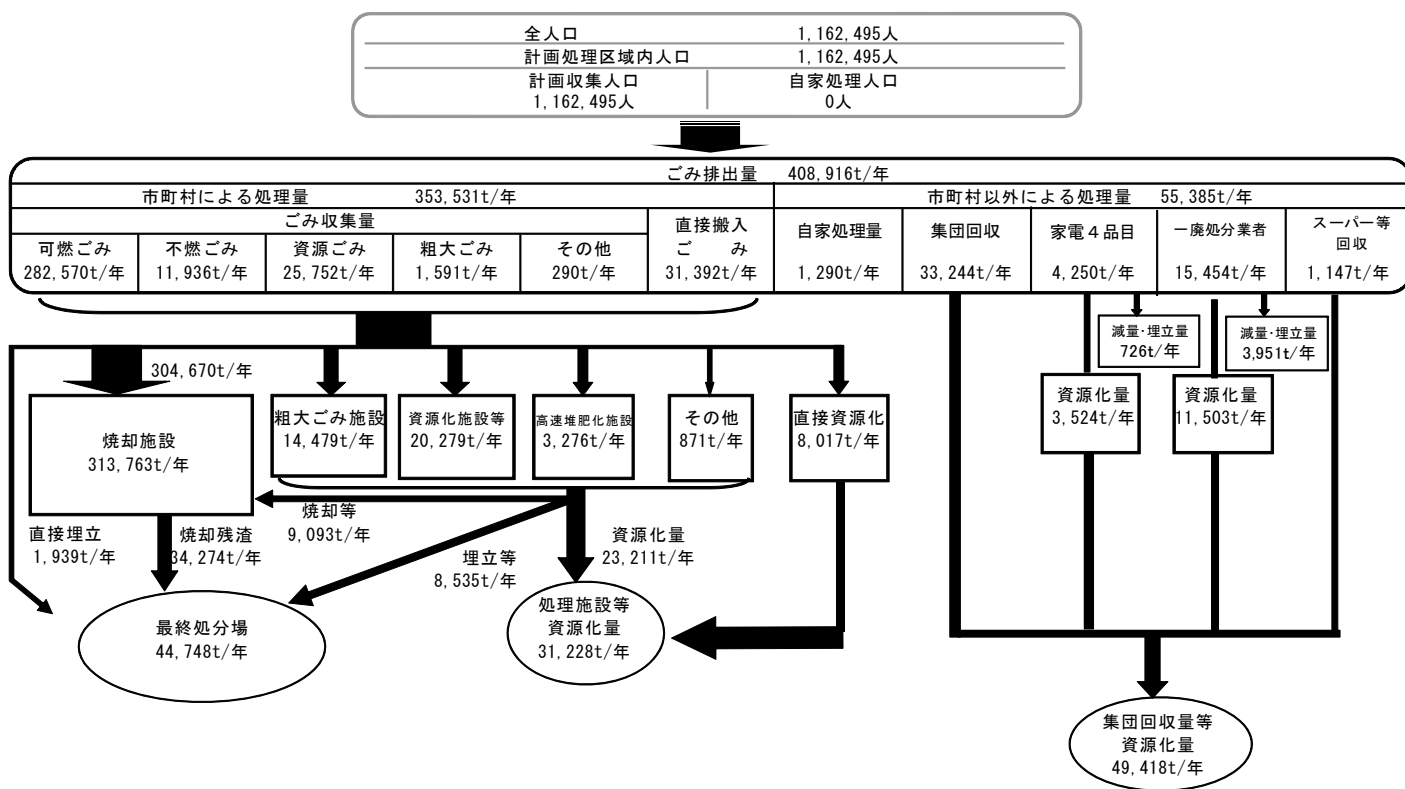 全人口 1,162,495人
計画処理区域内人口 1,162,495人
計画収集人口 自家処理人口
1,162,495人 0人
ごみ排出量 408,916t/年
市町村による処理量 353,531t/年 市町村以外による処理量 55,385t/年
ごみ収集量
可燃ごみ 不燃ごみ 資源ごみ 粗大ごみ その他
282,570t/年 11,936t/年 25,752t/年 1,591t/年 290t/年
直接搬入
ごみ
31,392t/年
自家処理量
1,290t/年
集団回収
33,244t/年
家電4品目
4,250t/年
一廃処分業者
15,454t/年
スーパー等
回収
1,147t/年
減量・埋立量
726t/年
減量・埋立量
3,951t/年
304,670t/年
焼却施設
313,763t/年
粗大ごみ施設
14,479t/年
資源化施設等
20,279t/年
高速堆肥化施設
3,276t/年
その他
871t/年
直接資源化
8,017t/年
資源化量
3,524t/年
資源化量
11,503t/年
直接埋立
1,939t/年
焼却残渣
34,274t/年
焼却等
9,093t/年
埋立等
8,535t/年
資源化量
23,211t/年
最終処分場
44,748t/年
処理施設等
資源化量
31,228t/年
集団回収量等
資源化量
49,418t/年